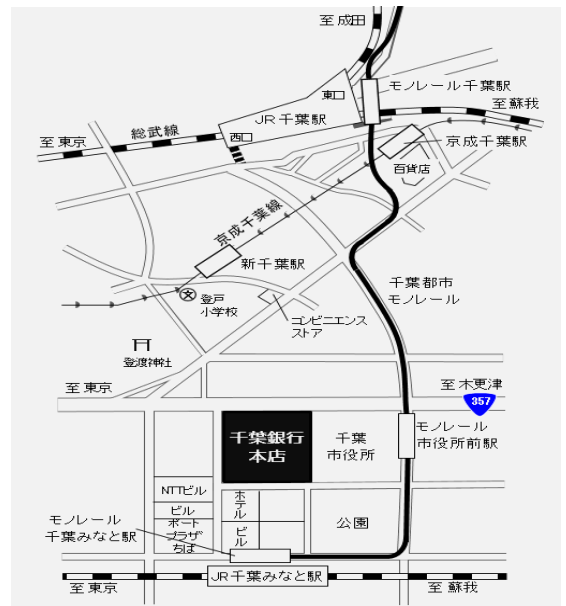 至 成田
東口
モノレール千葉駅
JR 千葉駅
至 蘇我
総武線
西口
至 東京
京成千葉駅
百貨店
京成千葉線
新千葉駅
千葉都市
モノレール
登戸
小学校
コンビニエンス
ストア
登渡神社
至 東京
至 木更津
357
千葉銀行
本店
千葉
市役所
モノレール
市役所前駅
NTTビル
ホテル
ビル
ポート
プラザ
ちば
ビル
公園
モノレール
千葉みなと駅
JR千葉みなと駅
至 東京
至 蘇我